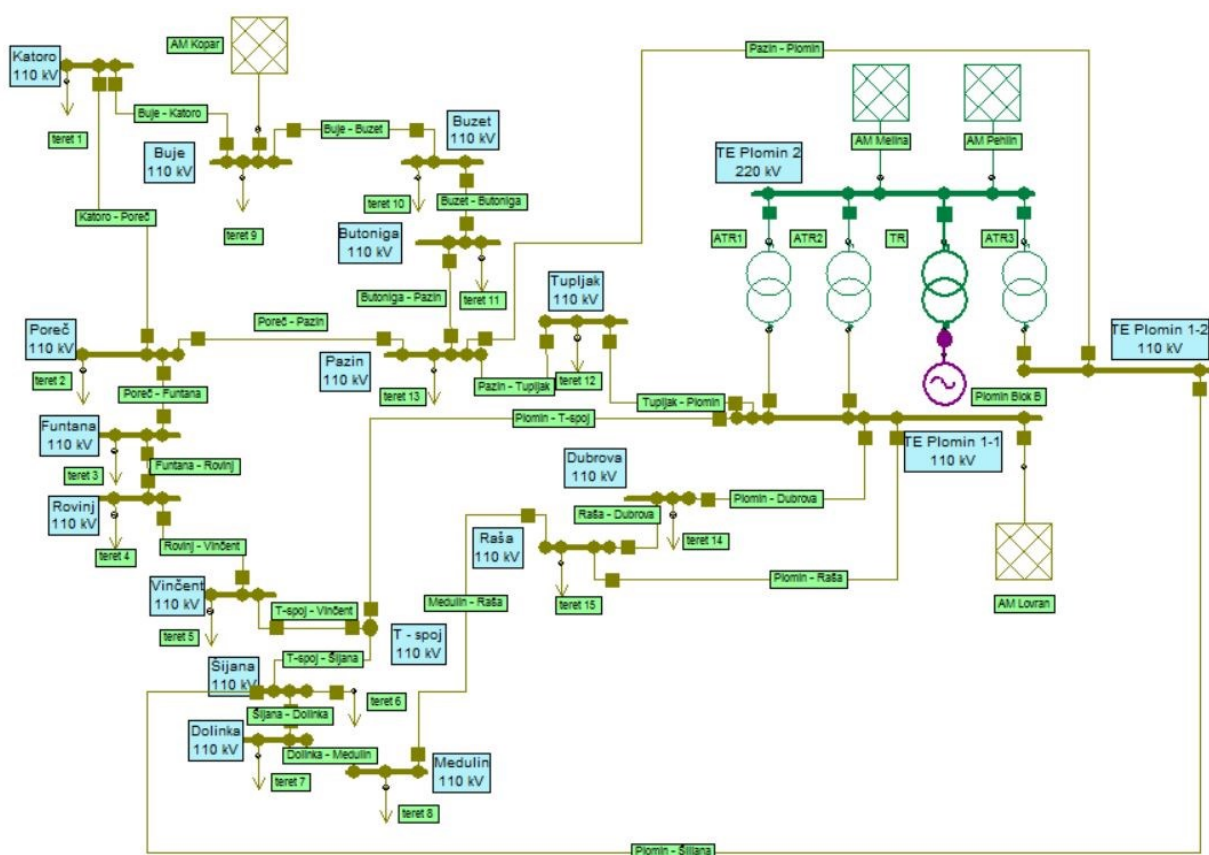 AM Kopar
Pazin - Plomin
Katoro
110 kV
teret 1
Buje - Katoro
Buje - Buzet
Buzet
110 kV
AM Melina
AM Pehlin
Buje
110 kV
TE Plomin 2
220 kV
teret 10
Buzet - Butoniga
Katoro - Poreč
teret 9
Butoniga
110 kV
ATR1
ATR2
TR
ATR3
Tupljak
110 kV
Butoniga - Pazin
teret 11
Poreč - Pazin
Poreč
110 kV
TE Plomin 1-2
110 kV
Pazin
110 kV
teret 2
teret 13
Pazin - Tupljak
teret 12
Poreč - Funtana
Tupljak - Plomin
Plomin Blok B
Plomin - T-spoj
Funtana
110 kV
TE Plomin 1-1
110 kV
teret 3
Funtana - Rovinj
Dubrova
110 kV
Rovinj
110 kV
Plomin - Dubrova
Raša - Dubrova
teret 4
Raša
110 kV
teret 14
Rovinj - Vinčent
Plomin - Raša
Vinčent
110 kV
Medulin - Raša
teret 15
AM Lovran
T-spoj - Vinčent
teret 5
T - spoj
110 kV
T-spoj - Šijana
Šijana
110 kV
teret 6
Šijana - Dolinka
Dolinka
110 kV
Dolinka - Medulin
Medulin
110 kV
teret 7
teret 8
Plomin - Šiljana